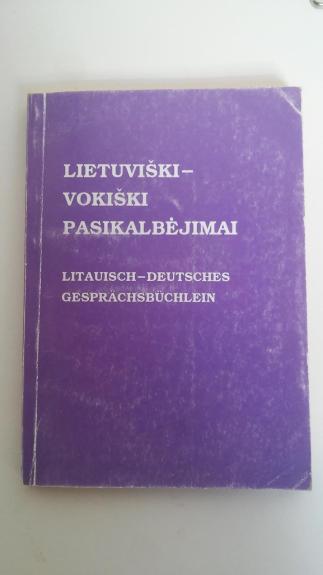 LIETUVIŠKI–
VOKIŠKI
PASIKALBĖJIMAI
LITAUISCH–DEUTSCHES
GESPRÄCHSBÜCHLEIN